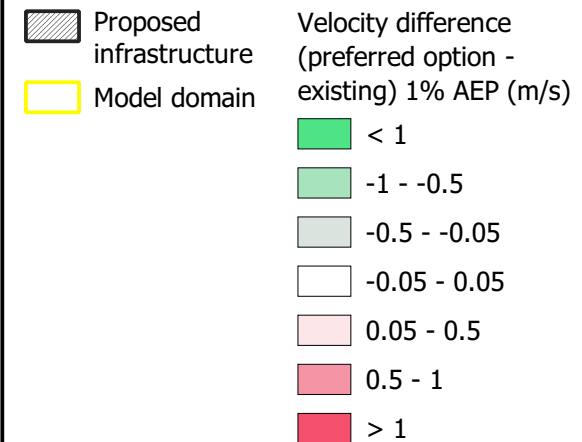 Proposed
infrastructure
Model domain
Velocity difference
(preferred option -
existing) 1% AEP (m/s)
< 1
-1 - -0.5
-0.5 - -0.05
-0.05 - 0.05
0.05 - 0.5
0.5 - 1
> 1